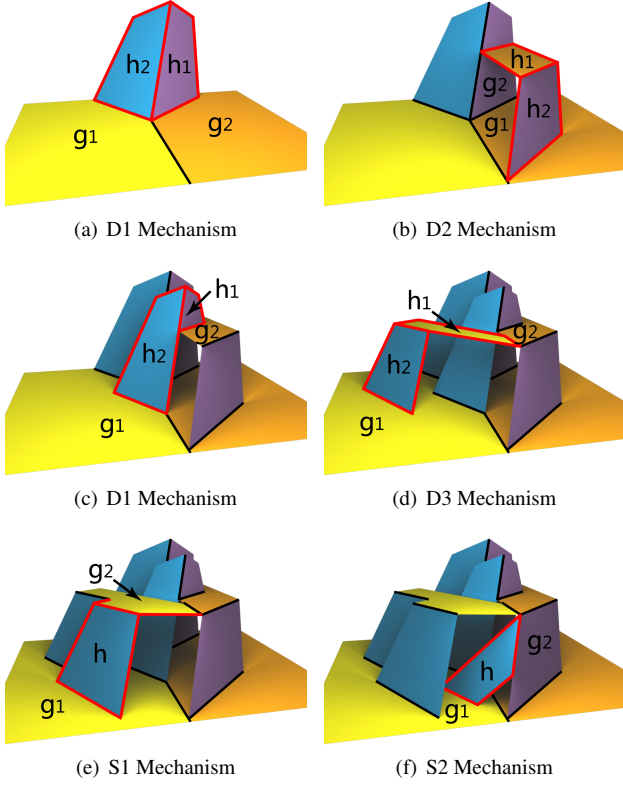 h2 h1
g1 g2
(a) D1 Mechanism
h1
g2
h2
g1
(b) D2 Mechanism
h1
g2
h2
g1
(c) D1 Mechanism
h1
g2
h2
g1
(d) D3 Mechanism
g2
h
g1
(e) S1 Mechanism
g2
h
g1
(f) S2 Mechanism